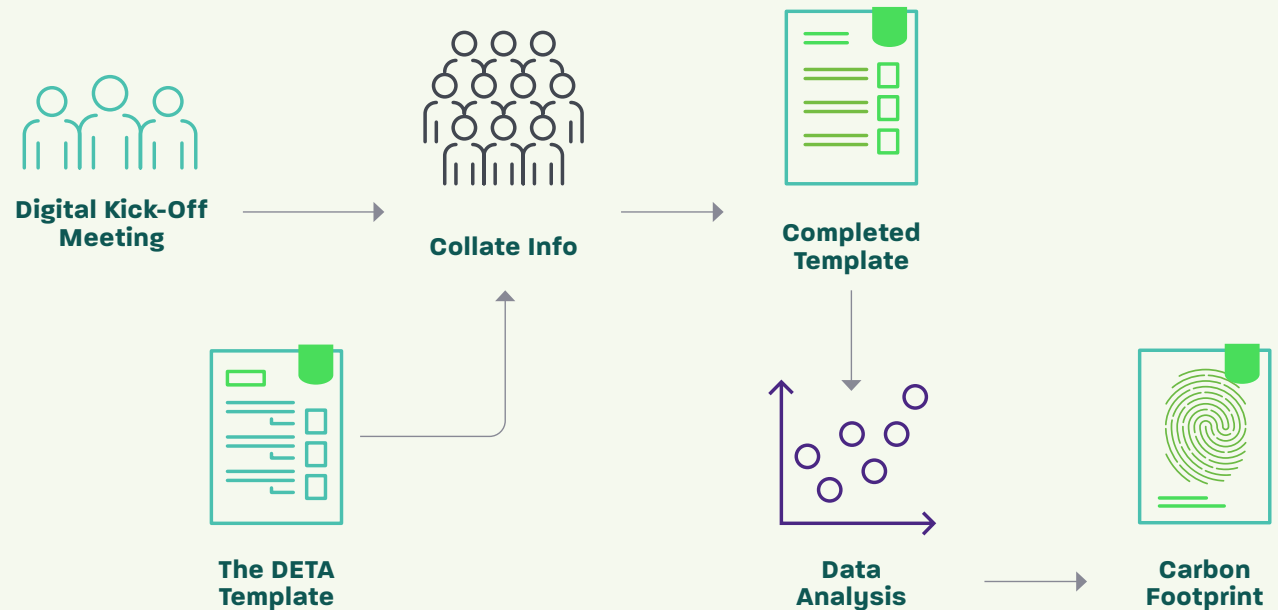 Digital Kick-Off
Meeting
Collate Info
Completed
Template
The DETA
Template
Data
Analysis
Carbon
Footprint